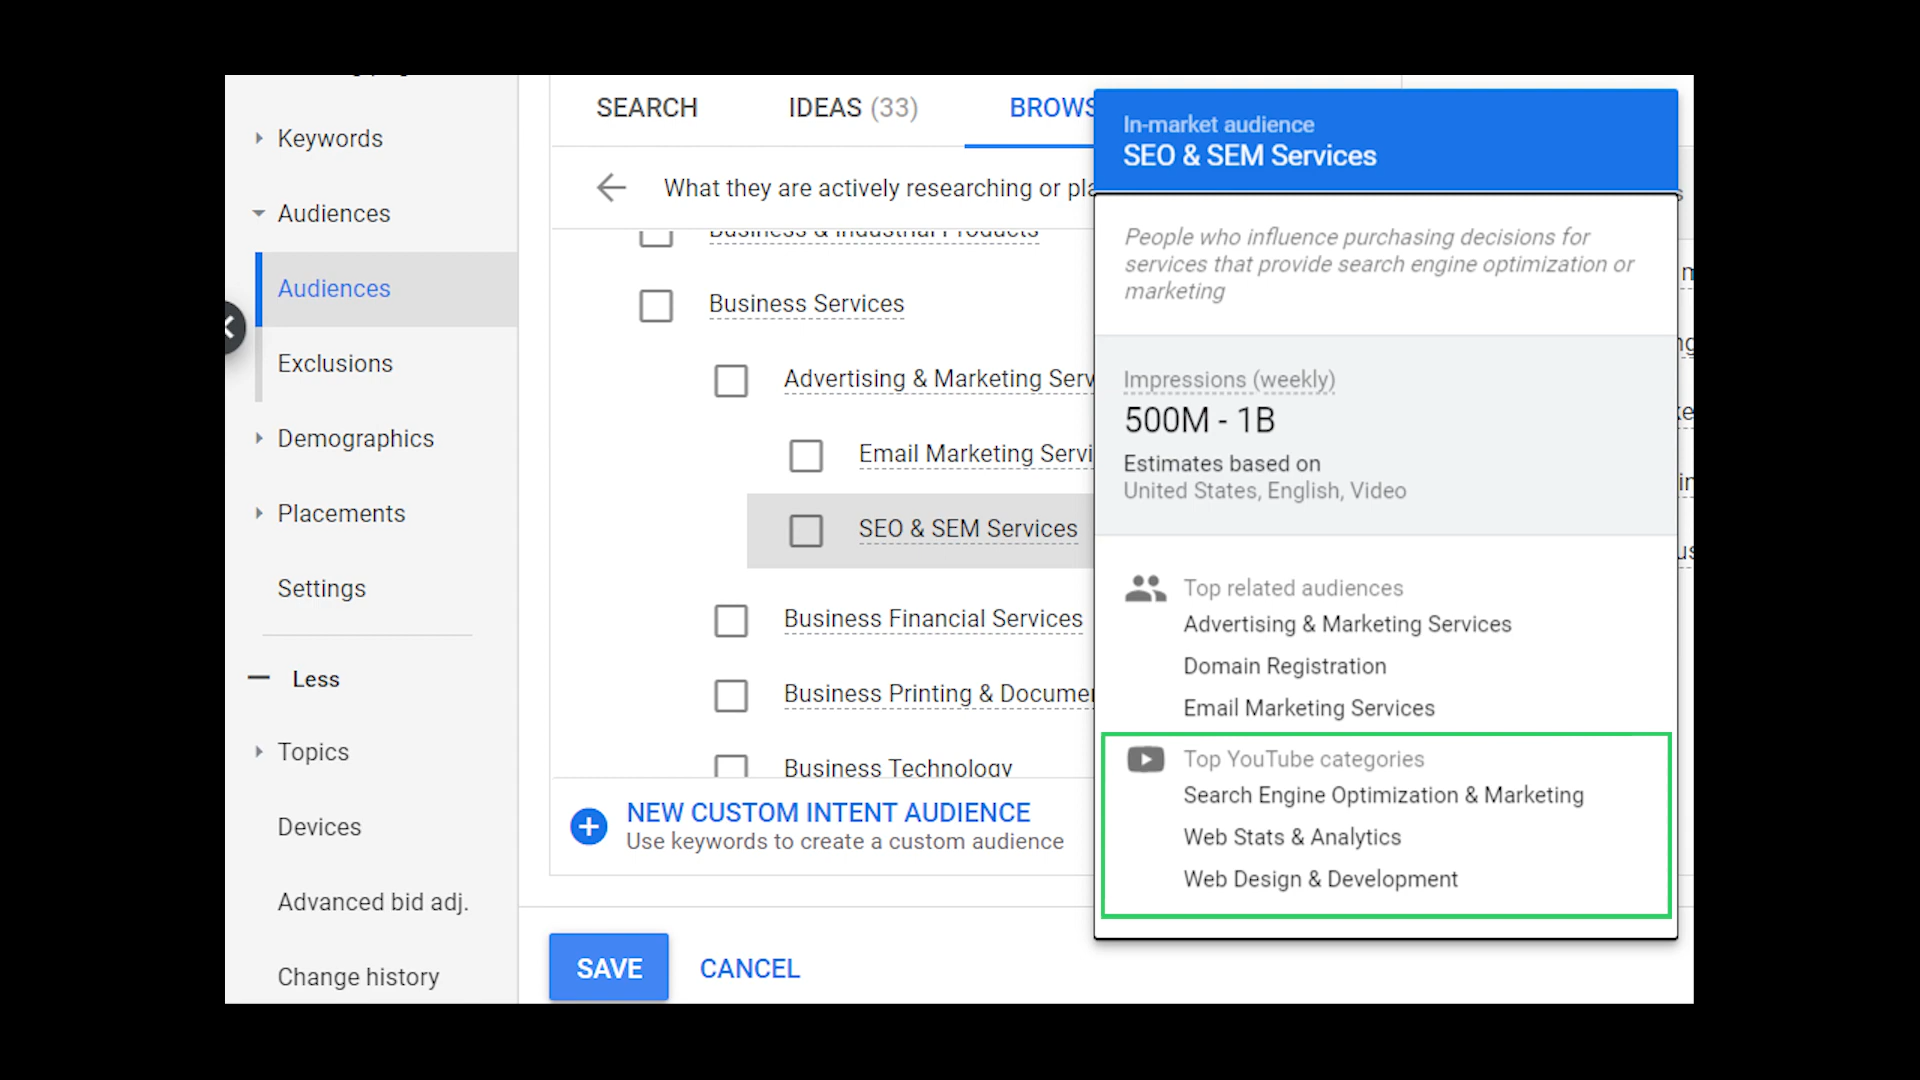 Keywords
Audiences
Audiences
Exclusions
Demographics
Placements
Settings
Less
Topics
Devices
Advanced bid adj.
Change history
SEARCH
IDEAS (33)
BROWS
What they are actively researching or pla
Business & Industrial Products
Business Services
Advertising & Marketing Serv
Email Marketing Servi
SEO & SEM Services
Business Financial Services
Business Printing & Documen
Business Technology
NEW CUSTOM INTENT AUDIENCE
Use keywords to create a custom audience
SAVE
CANCEL
In-market audience
SEO & SEM Services
People who influence purchasing decisions for
services that provide search engine optimization or
marketing
Impressions (weekly)
500M - 1B
Estimates based on
United States, English, Video
Top related audiences
Advertising & Marketing Services
Domain Registration
Email Marketing Services
Top YouTube categories
Search Engine Optimization & Marketing
Web Stats & Analytics
Web Design & Development